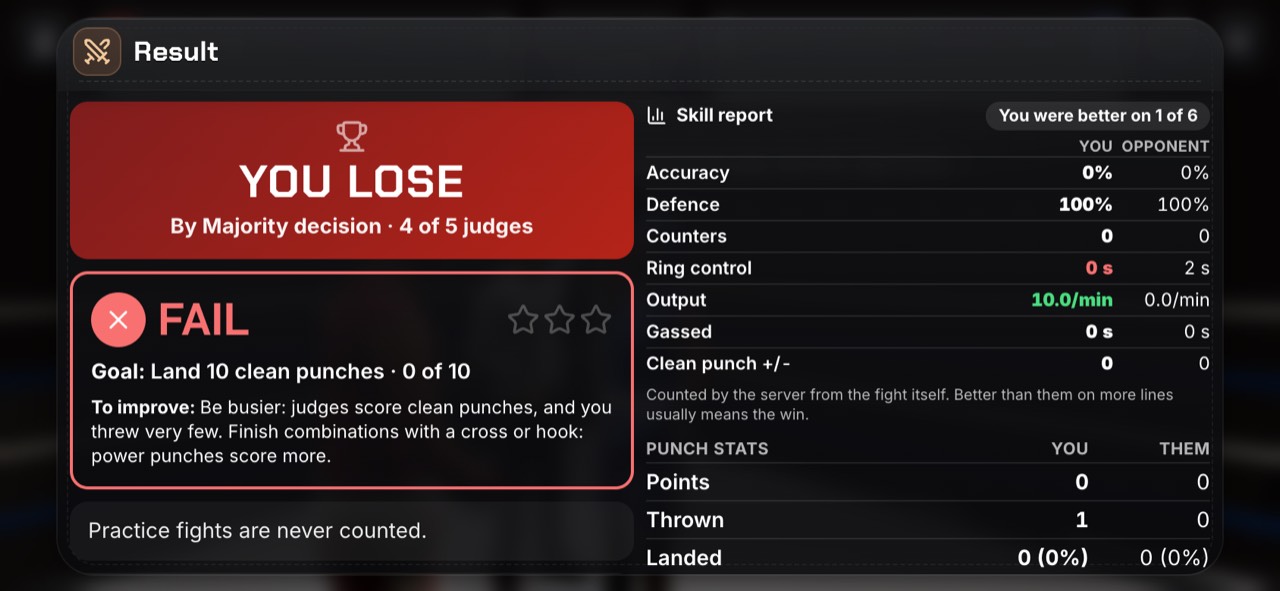 Result
YOU LOSE
By Majority decision · 4 of 5 judges
FAIL
Goal: Land 10 clean punches · 0 of 10
To improve: Be busier: judges score clean punches, and you
threw very few. Finish combinations with a cross or hook:
power punches score more.
Practice fights are never counted.
Skill report
You were better on 1 of 6
YOU OPPONENT
Accuracy 0% 0%
Defence 100% 100%
Counters 0 0
Ring control 0 s 2 s
Output 10.0/min 0.0/min
Gassed 0 s 0 s
Clean punch +/- 0 0
Counted by the server from the fight itself. Better than them on more lines
usually means the win.
PUNCH STATS YOU THEM
Points 0 0
Thrown 1 0
Landed 0 (0%) 0 (0%)